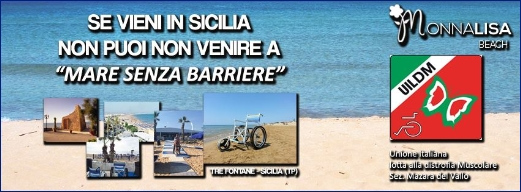 SE VIENI IN SICILIA
NON PUOI NON VENIRE A
"MARE SENZA BARRIERE"
MONNALISA
BEACH
UILDM
TRE FONTANE - SICILIA (TP)
Unione Italiana
lotta alla distrofia Muscolare
Sez. Mazara del Vallo